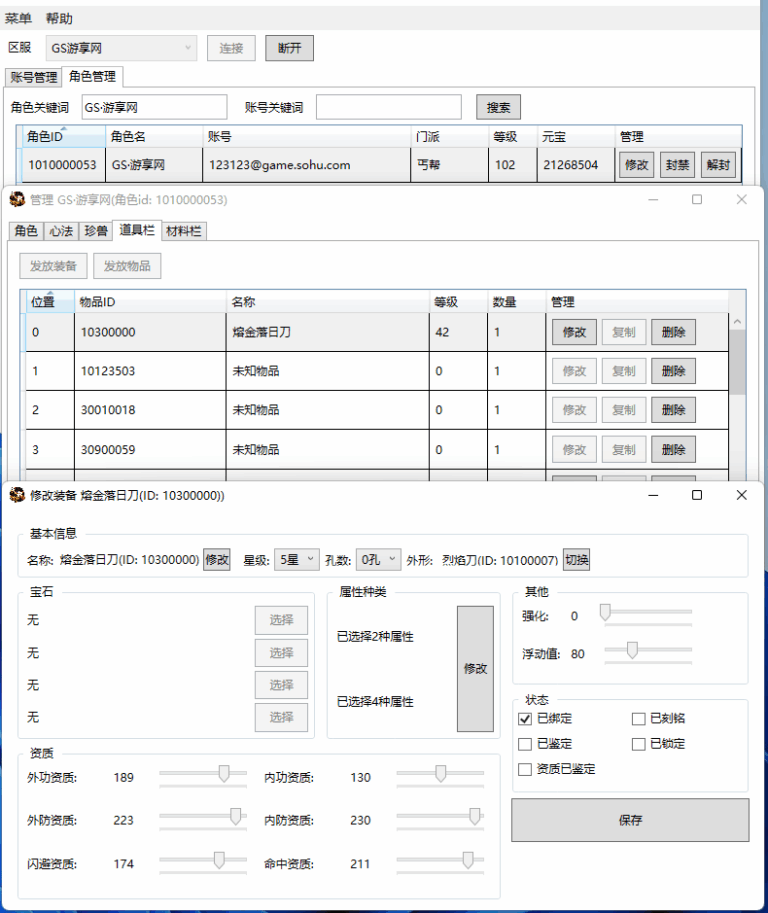 菜单 帮助
区服 GS游享网 连接 断开
账号管理 角色管理
角色关键词 GS·游享网 账号关键词 搜索
角色ID 角色名 账号 门派 等级 元宝 管理
1010000053 GS·游享网 123123@game.sohu.com 丐帮 102 21268504 修改 封禁 解封
管理 GS·游享网(角色id: 1010000053)
角色 心法 珍兽 道具栏 材料栏
发放装备 发放物品
位置 物品ID 名称 等级 数量 管理
0 10300000 熔金落日刀 42 1 修改 复制 删除
1 10123503 未知物品 0 1 修改 复制 删除
2 30010018 未知物品 0 1 修改 复制 删除
3 30900059 未知物品 0 1 修改 复制 删除
修改装备 熔金落日刀(ID: 10300000))
基本信息
名称: 熔金落日刀(ID: 10300000) 修改 星级: 5星 孔数: 0孔 外形: 烈焰刀(ID: 10100007) 切换
宝石
无 选择
无 选择
无 选择
无 选择
属性种类
已选择2种属性
修改
已选择4种属性
其他
强化: 0
浮动值: 80
状态
已绑定 已刻铭
已鉴定 已锁定
资质已鉴定
资质
外功资质: 189 内功资质: 130
外防资质: 223 内防资质: 230
闪避资质: 174 命中资质: 211
保存